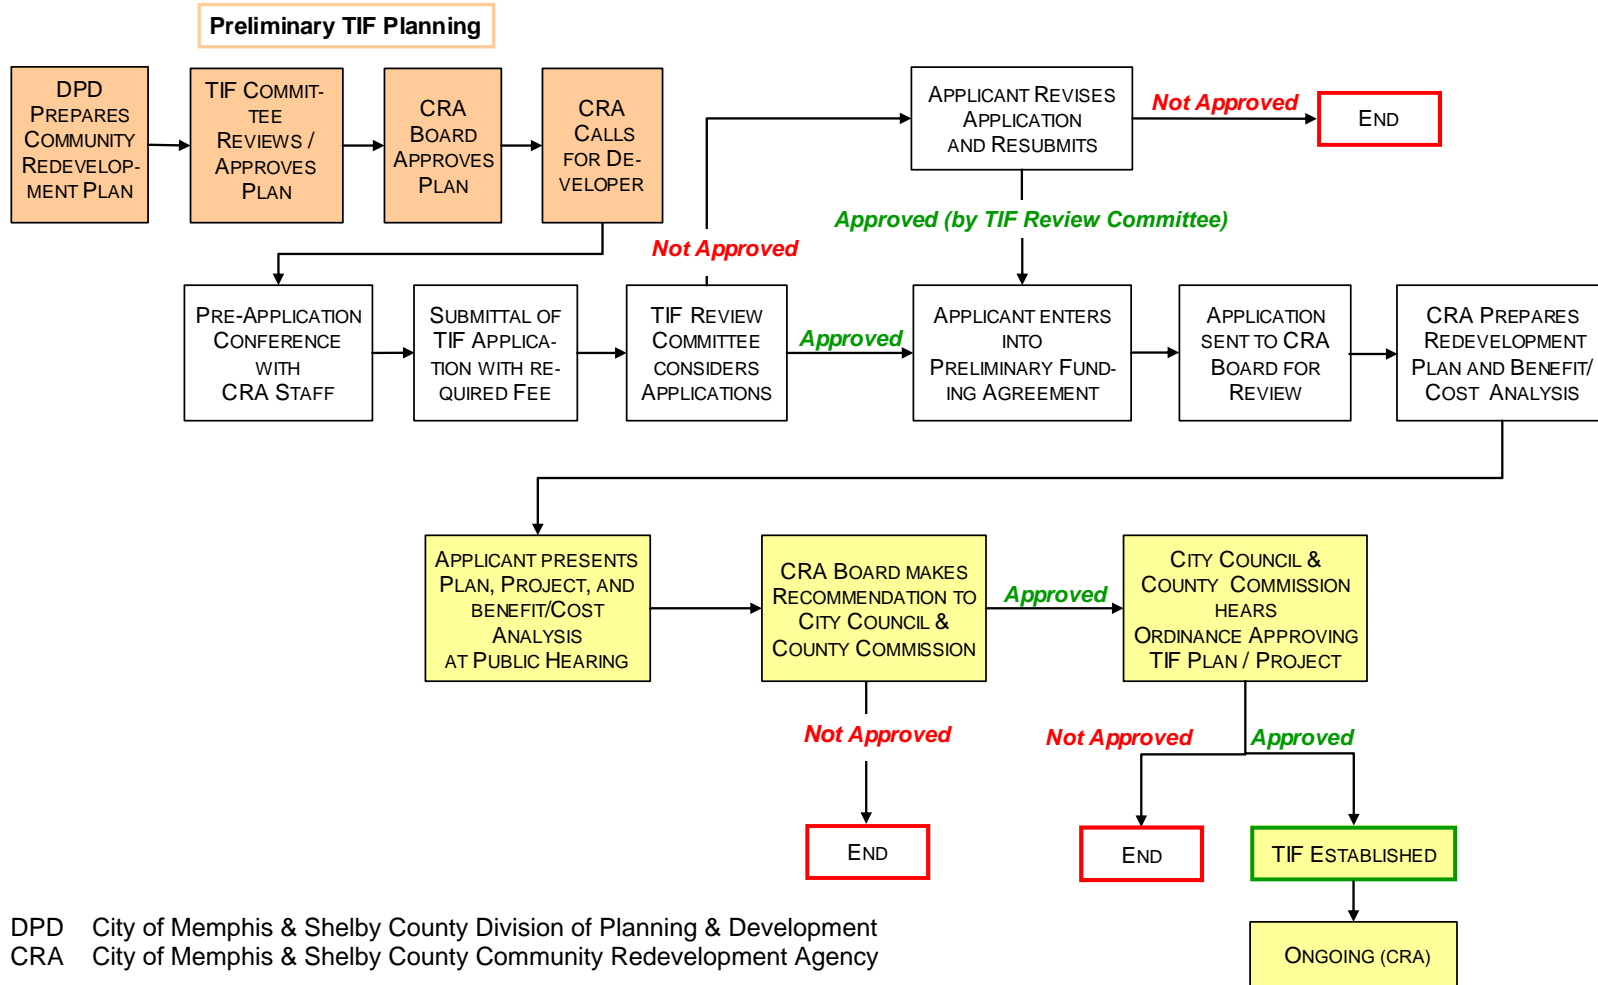 Preliminary TIF Planning
DPD
PREPARES
COMMUNITY
REDEVELOP-
MENT PLAN
TIF COMMIT-
TEE
REVIEWS /
APPROVES
PLAN
CRA
BOARD
APPROVES
PLAN
CRA
CALLS
FOR DE-
VELOPER
APPLICANT REVISES
APPLICATION
AND RESUBMITS
Not Approved
END
Approved (by TIF Review Committee)
Not Approved
PRE-APPLICATION
CONFERENCE
WITH
CRA STAFF
SUBMITTAL OF
TIF APPLICA-
TION WITH RE-
QUIRED FEE
TIF REVIEW
COMMITTEE
CONSIDERS
APPLICATIONS
Approved
APPLICANT ENTERS
INTO
PRELIMINARY FUND-
ING AGREEMENT
APPLICATION
SENT TO CRA
BOARD FOR
REVIEW
CRA PREPARES
REDEVELOPMENT
PLAN AND BENEFIT/
COST ANALYSIS
APPLICANT PRESENTS
PLAN, PROJECT, AND
BENEFIT/COST
ANALYSIS
AT PUBLIC HEARING
CRA BOARD MAKES
RECOMMENDATION TO
CITY COUNCIL &
COUNTY COMMISSION
Approved
CITY COUNCIL &
COUNTY COMMISSION
HEARS
ORDINANCE APPROVING
TIF PLAN / PROJECT
Not Approved
Not Approved
Approved
END
END
TIF ESTABLISHED
ONGOING (CRA)
DPD City of Memphis & Shelby County Division of Planning & Development
CRA City of Memphis & Shelby County Community Redevelopment Agency